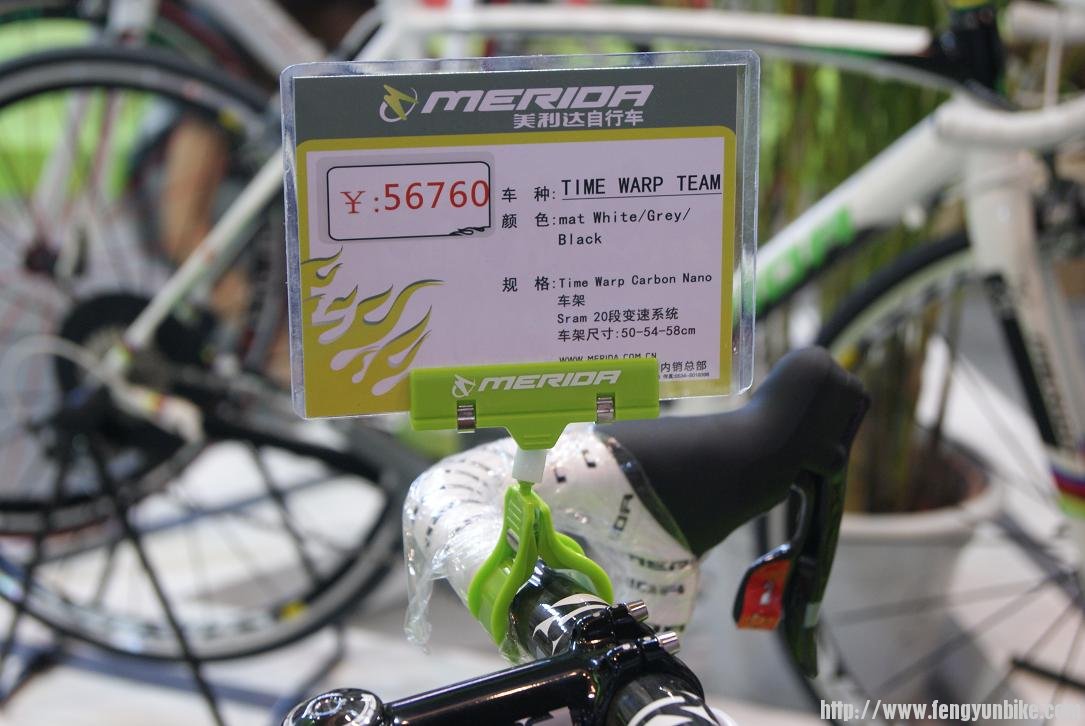 MERIDA
美利达自行车
￥:56760
车 种: TIME WARP TEAM
颜 色:mat White/Grey/
Black
规 格:Time Warp Carbon Nano
车架
Sram 20段变速系统
车架尺寸:50-54-58cm
WWW.MERIDA.COM.CN
内销总部
MERIDA
http://www.fengyunbike.com